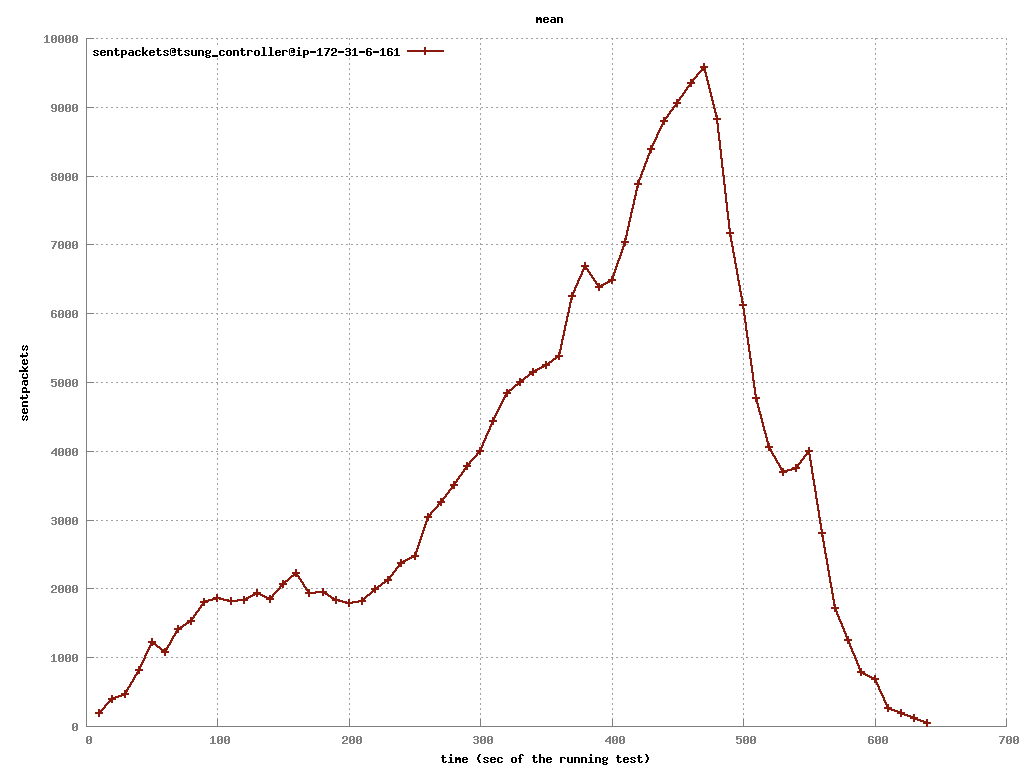 mean
10000
sentpackets@tsung_controller@ip-172-31-6-161
9000
8000
7000
6000
5000
4000
3000
2000
1000
0
sentpackets
0 100 200 300 400 500 600 700
time (sec of the running test)